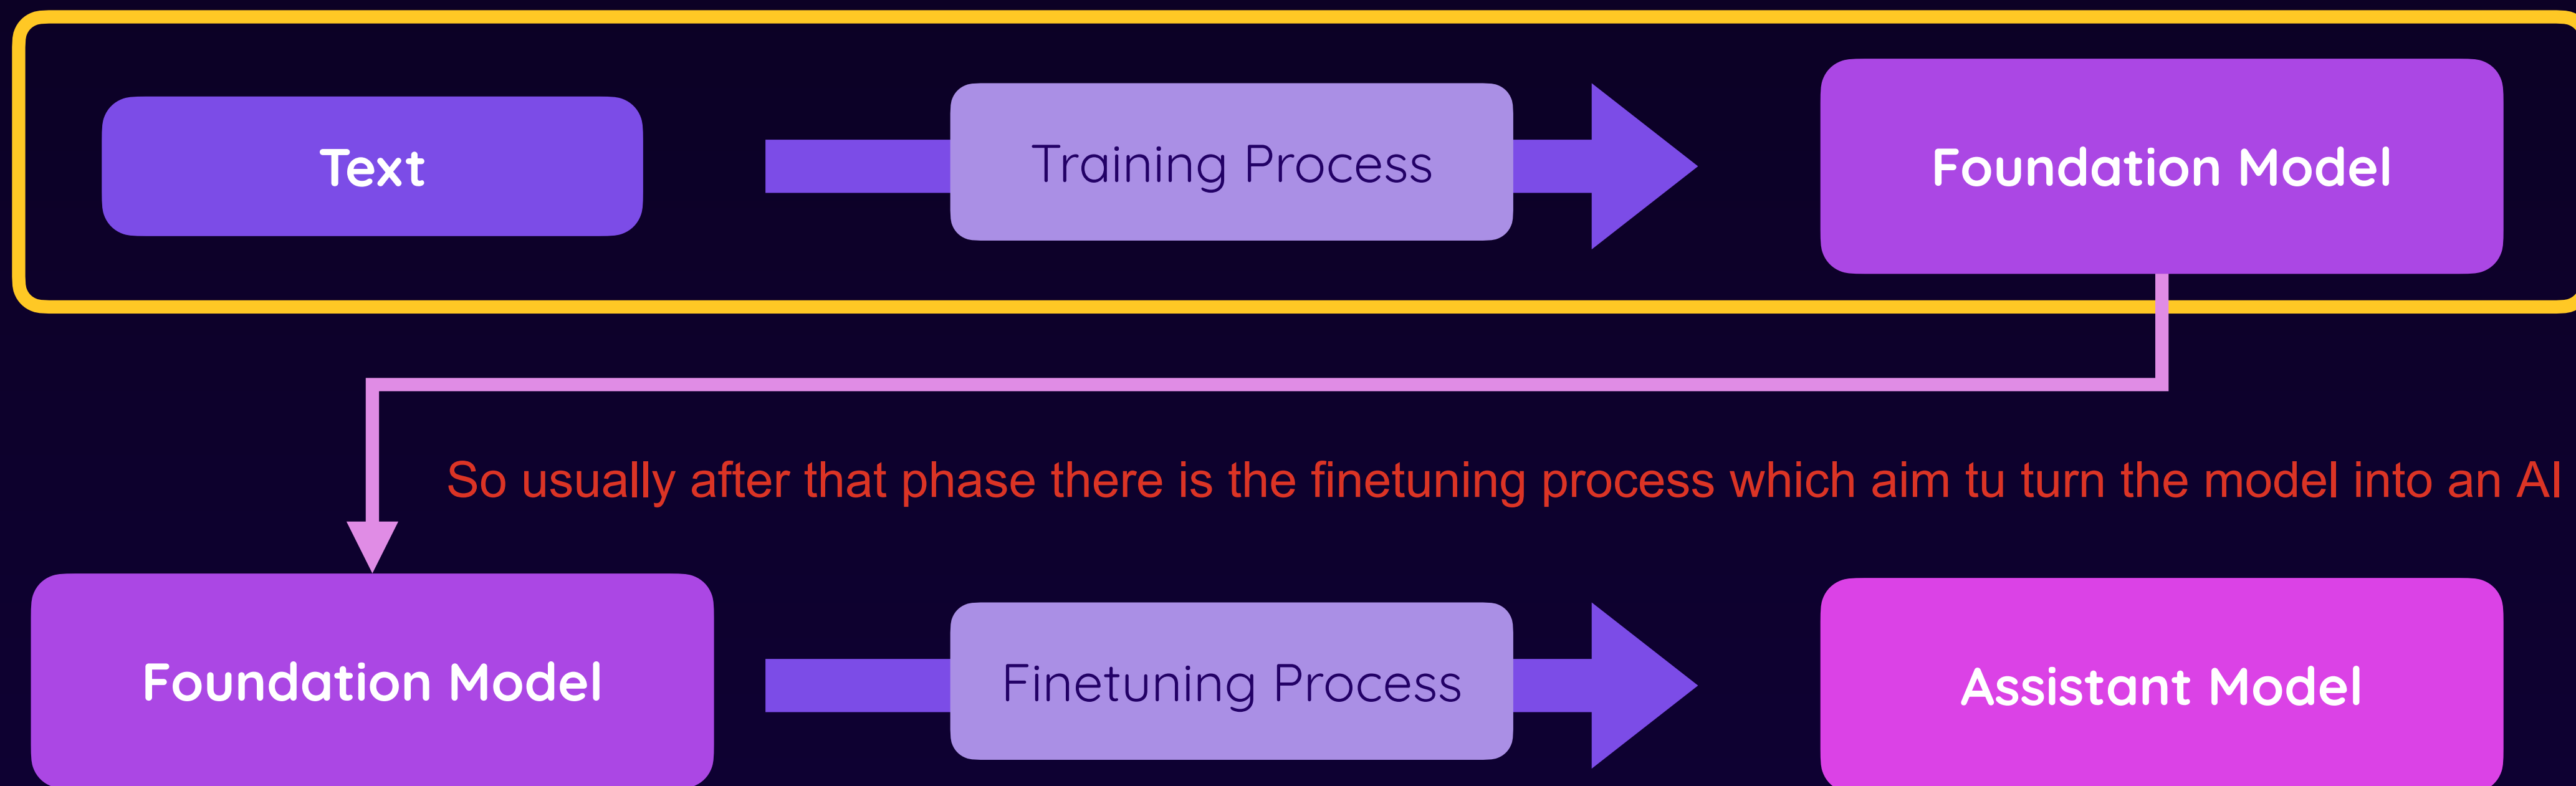 Text
Training Process
Foundation Model
So usually after that phase there is the finetuning process which aim tu turn the model into an AI
Foundation Model
Finetuning Process
Assistant Model